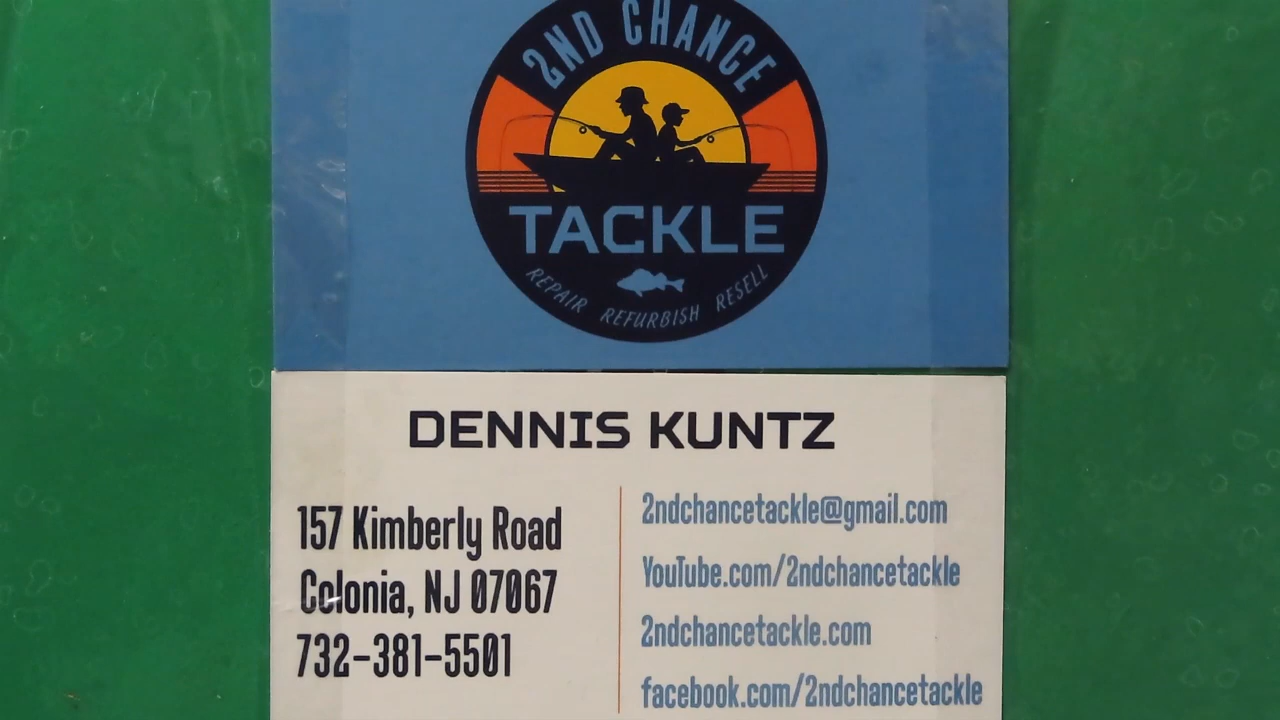 2ND CHANCE
TACKLE
REPAIR REFURBISH RESELL
DENNIS KUNTZ
157 Kimberly Road
Colonia, NJ 07067
732-381-5501
2ndchancetackle@gmail.com
YouTube.com/2ndchancetackle
2ndchancetackle.com
facebook.com/2ndchancetackle